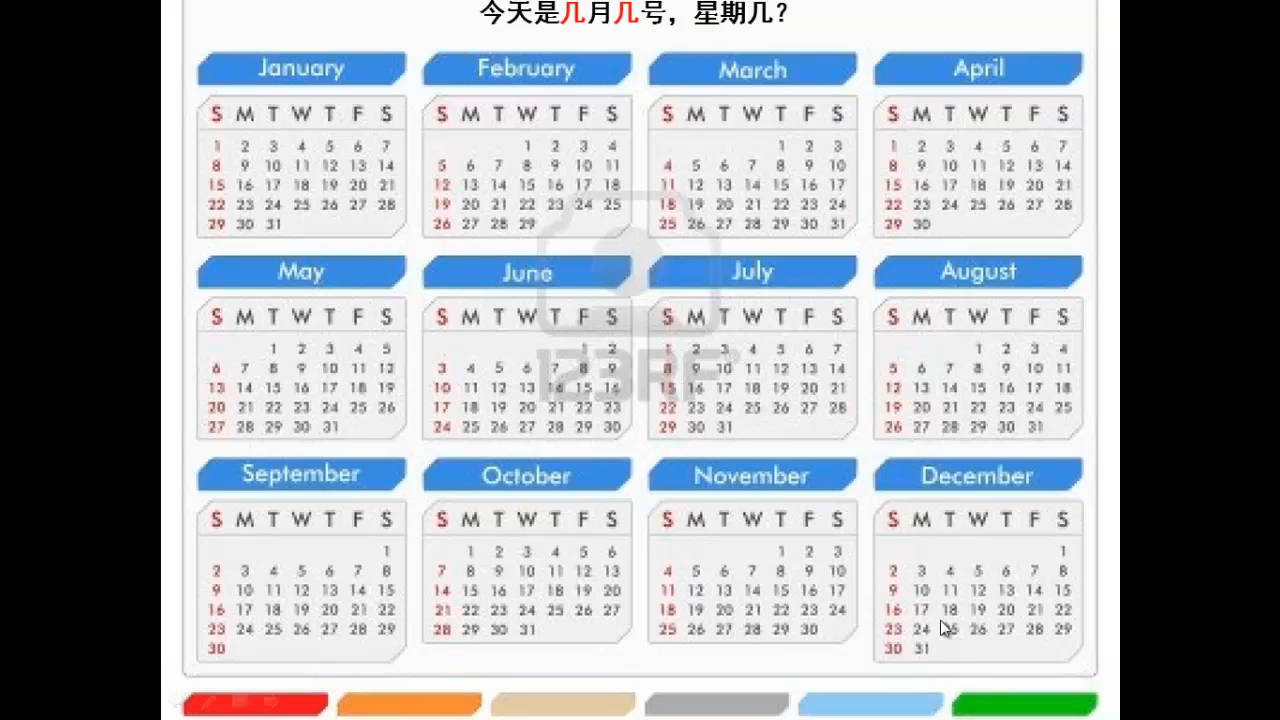 今天是几月几号，星期几？
January February March April
S M T W T F S S M T W T F S S M T W T F S S M T W T F S
1 2 3 4 5 6 7 1 2 3 4 1 2 3 1 2 3 4 5 6 7
8 9 10 11 12 13 14 5 6 7 8 9 10 11 4 5 6 7 8 9 10 8 9 10 11 12 13 14
15 16 17 18 19 20 21 12 13 14 15 16 17 18 11 12 13 14 15 16 17 15 16 17 18 19 20 21
22 23 24 25 26 27 28 19 20 21 22 23 24 25 18 19 20 21 22 23 24 22 23 24 25 26 27 28
29 30 31 26 27 28 29 25 26 27 28 29 30 31 29 30
May June July August
S M T W T F S S M T W T F S S M T W T F S S M T W T F S
1 2 3 4 5 1 2 1 2 3 4 5 6 7 1 2 3 4
6 7 8 9 10 11 12 3 4 5 6 7 8 9 8 9 10 11 12 13 14 5 6 7 8 9 10 11
13 14 15 16 17 18 19 10 11 12 13 14 15 16 15 16 17 18 19 20 21 12 13 14 15 16 17 18
20 21 22 23 24 25 26 17 18 19 20 21 22 23 22 23 24 25 26 27 28 19 20 21 22 23 24 25
27 28 29 30 31 24 25 26 27 28 29 30 29 30 31 26 27 28 29 30 31
123RF
September October November December
S M T W T F S S M T W T F S S M T W T F S S M T W T F S
1 1 2 3 4 5 6 1 2 3 1
2 3 4 5 6 7 8 7 8 9 10 11 12 13 4 5 6 7 8 9 10 2 3 4 5 6 7 8
9 10 11 12 13 14 15 14 15 16 17 18 19 20 11 12 13 14 15 16 17 9 10 11 12 13 14 15
16 17 18 19 20 21 22 21 22 23 24 25 26 27 18 19 20 21 22 23 24 16 17 18 19 20 21 22
23 24 25 26 27 28 29 28 29 30 31 25 26 27 28 29 30 23 24 25 26 27 28 29
30 30 31